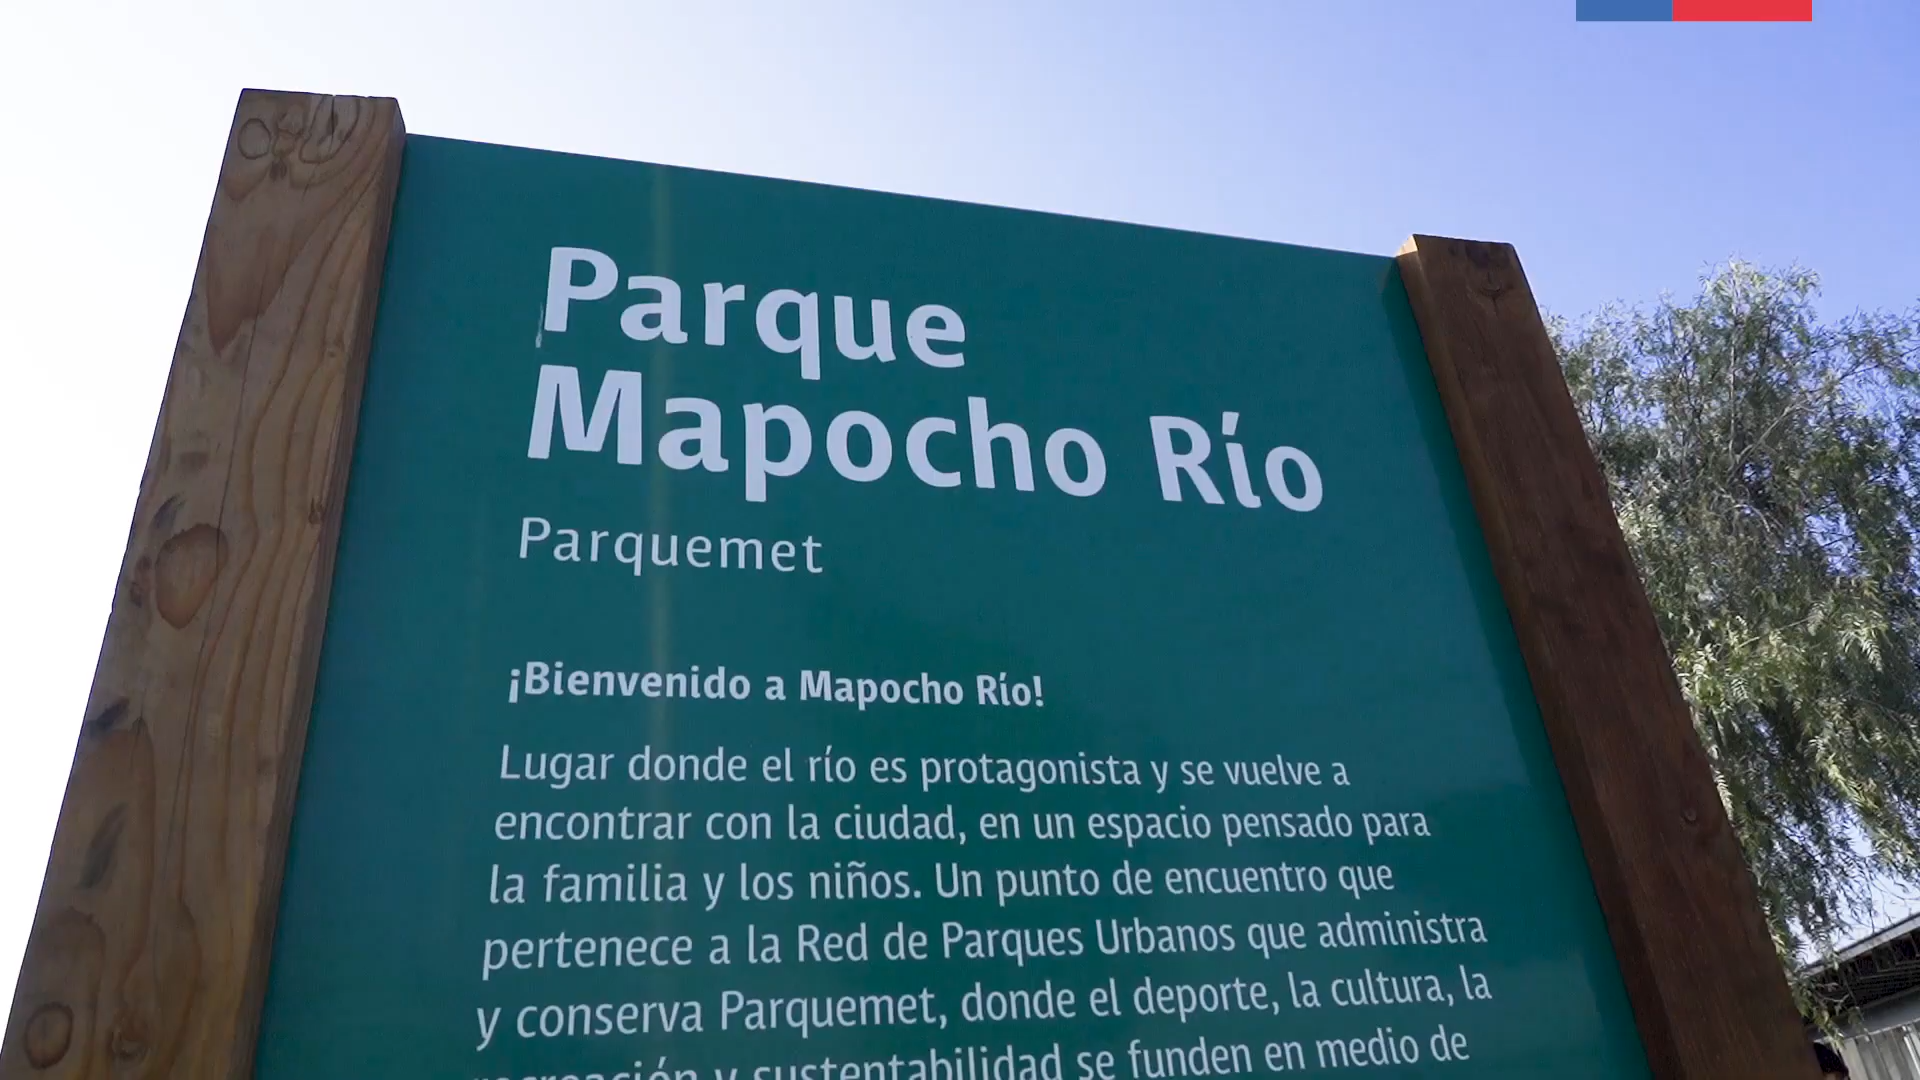 Parque
Mapocho Río
Parquemet
¡Bienvenido a Mapocho Río!
Lugar donde el río es protagonista y se vuelve a
encontrar con la ciudad, en un espacio pensado para
la familia y los niños. Un punto de encuentro que
pertenece a la Red de Parques Urbanos que administra
y conserva Parquemet, donde el deporte, la cultura, la
recreación y sustentabilidad se funden en medio de